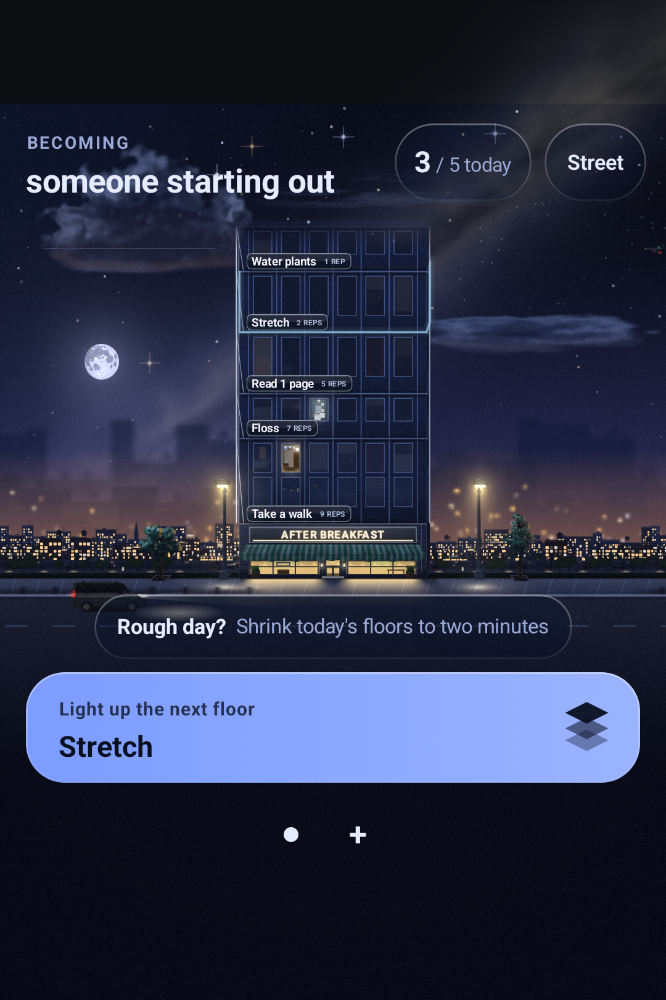 BECOMING
someone starting out
3 / 5 today
Street
Water plants 1 REP
Stretch 2 REPS
Read 1 page 5 REPS
Floss 7 REPS
Take a walk 9 REPS
AFTER BREAKFAST
Rough day? Shrink today's floors to two minutes
Light up the next floor
Stretch